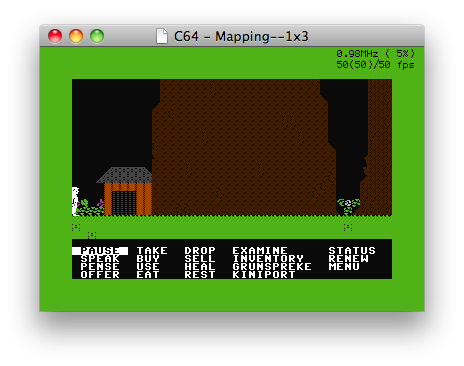 C64 - Mapping--1x3
0.98MHz ( 5%)
50(50)/50 fps
PAUSE TAKE DROP EXAMINE STATUS
SPEAK BUY SELL INVENTORY RENEW
PENSE USE HEAL GRUNSPREKE MENU
OFFER EAT REST KINIPORT